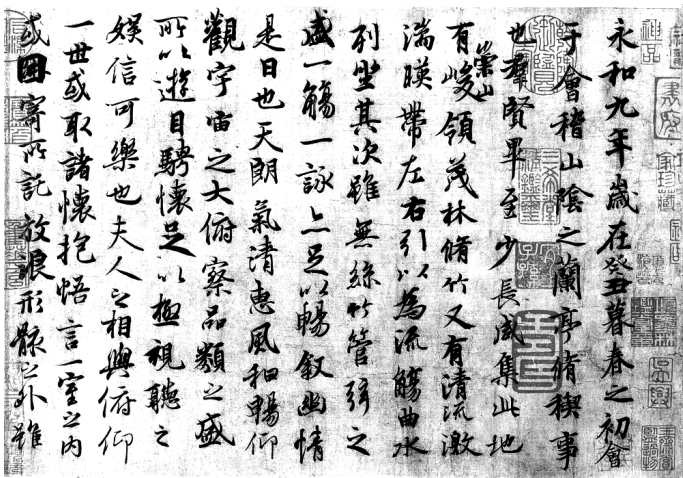 永和九年歲在癸丑暮春之初會
于會稽山陰之蘭亭脩稧事
也羣賢畢至少長咸集此地
有崇山峻領茂林脩竹又有清流激
湍暎帶左右引以為流觴曲水
列坐其次雖無絲竹管弦之
盛一觴一詠亦足以暢敘幽情
是日也天朗氣清惠風和暢仰
觀宇宙之大俯察品類之盛
所以遊目騁懷足以極視聽之
娛信可樂也夫人之相與俯仰
一世或取諸懷抱悟言一室之內
或因寄所託放浪形骸之外雖